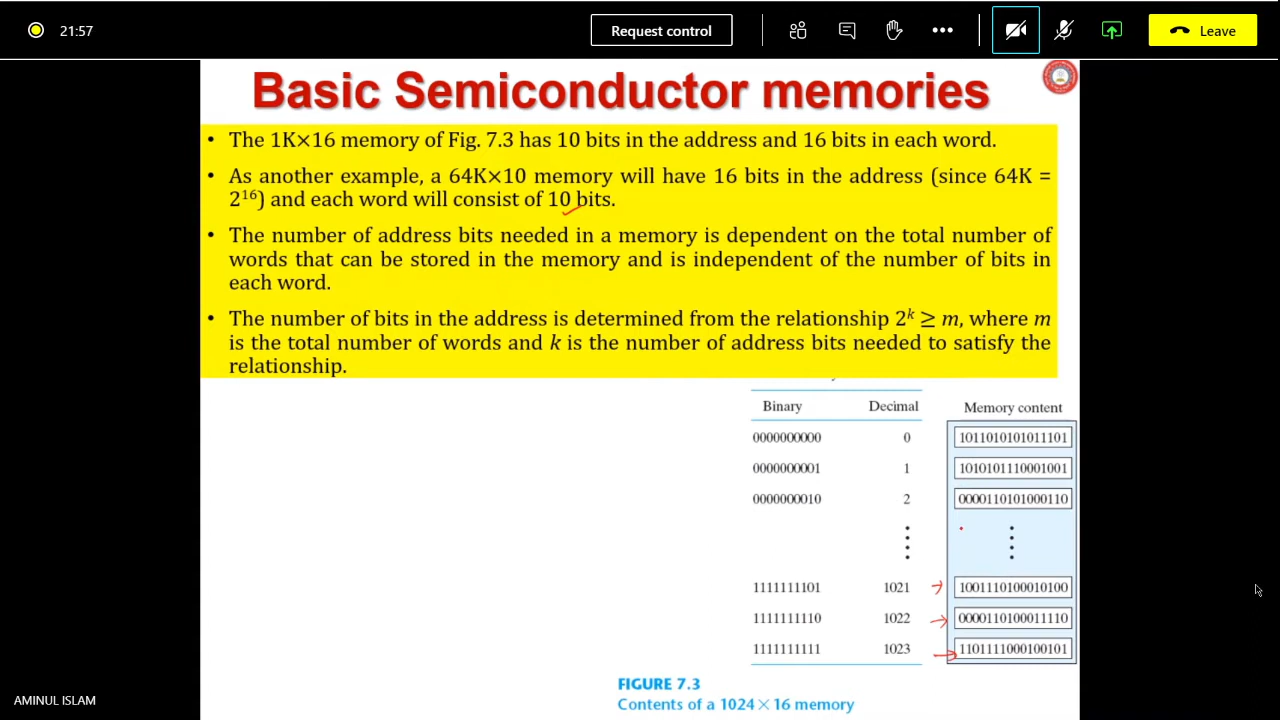 21:57
Request control
Leave
Basic Semiconductor memories
• The 1K×16 memory of Fig. 7.3 has 10 bits in the address and 16 bits in each word.
• As another example, a 64K×10 memory will have 16 bits in the address (since 64K =
2¹⁶) and each word will consist of 10 bits.
• The number of address bits needed in a memory is dependent on the total number of
words that can be stored in the memory and is independent of the number of bits in
each word.
• The number of bits in the address is determined from the relationship 2ᵏ ≥ m, where m
is the total number of words and k is the number of address bits needed to satisfy the
relationship.
Binary Decimal Memory content
0000000000 0 1011010101011101
0000000001 1 1010101110001001
0000000010 2 0000110101000110
1111111101 1021 1001110100010100
1111111110 1022 0000110100011110
1111111111 1023 1101111000100101
FIGURE 7.3
Contents of a 1024 × 16 memory
AMINUL ISLAM